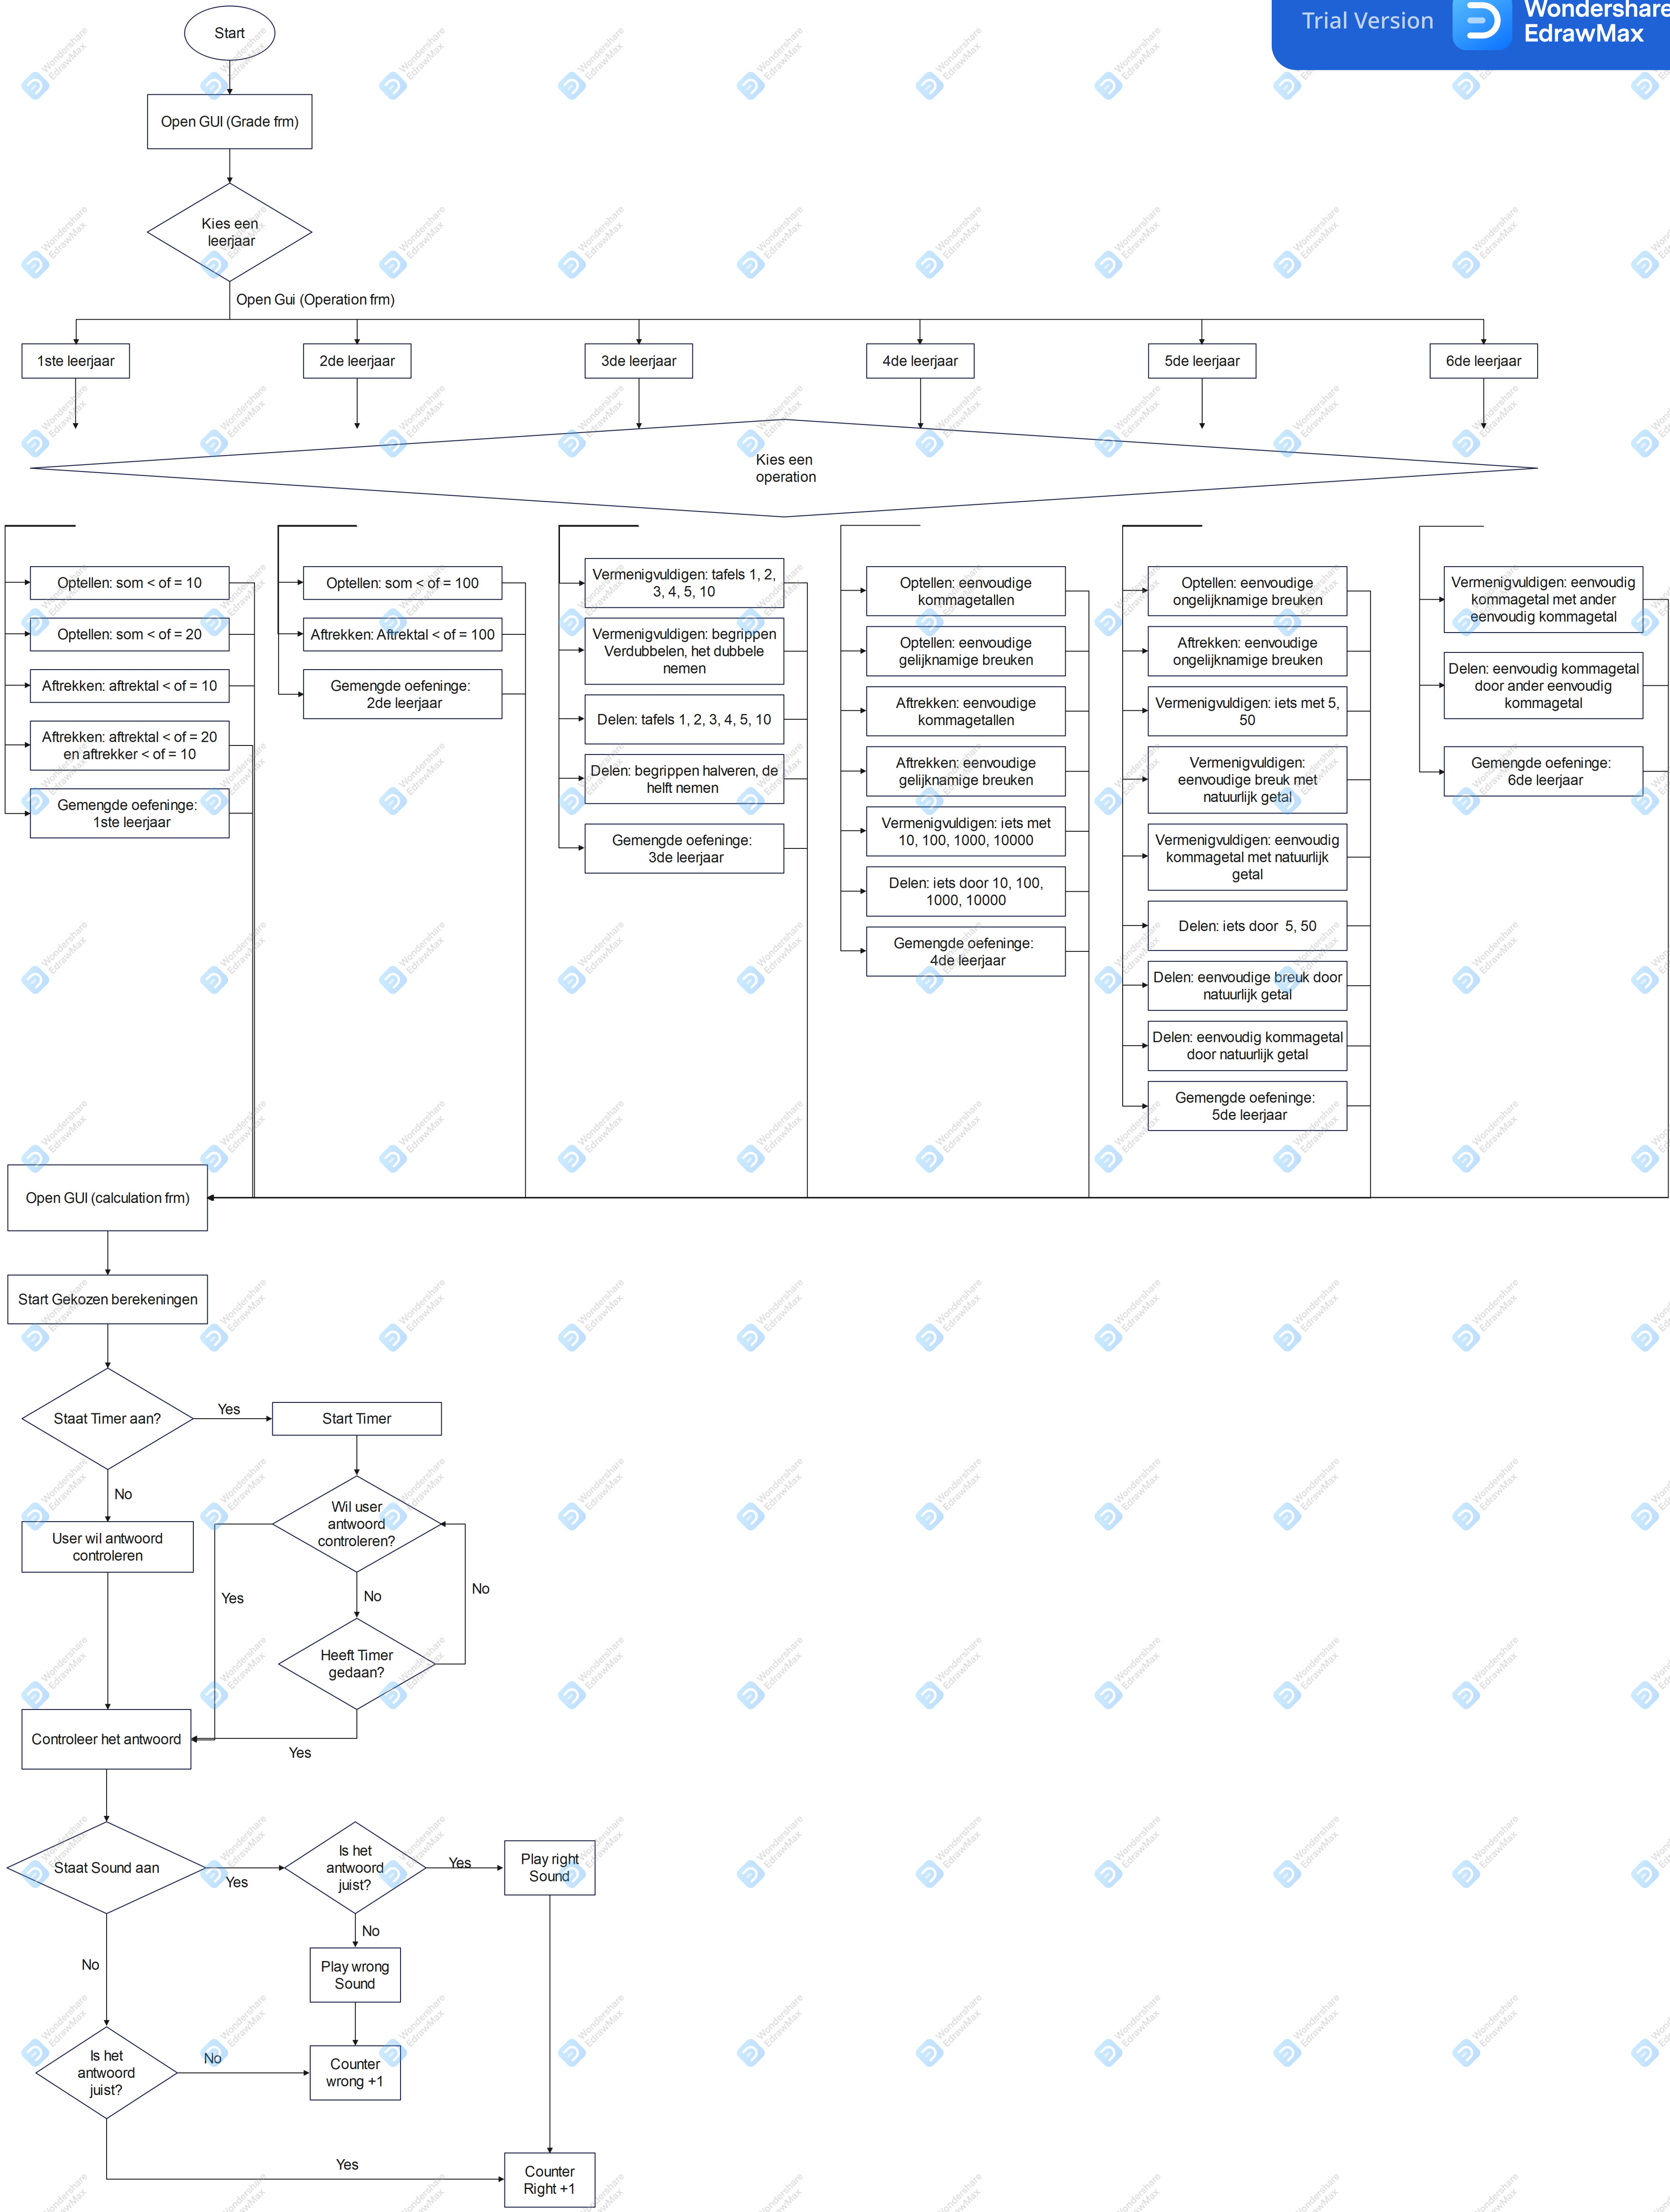 Trial Version
Wondershare
EdrawMax
Start
Open GUI (Grade frm)
Kies een
leerjaar
Open Gui (Operation frm)
1ste leerjaar
2de leerjaar
3de leerjaar
4de leerjaar
5de leerjaar
6de leerjaar
Kies een
operation
Optellen: som < of = 10
Optellen: som < of = 20
Aftrekken: aftrektal < of = 10
Aftrekken: aftrektal < of = 20
en aftrekker < of = 10
Gemengde oefeninge:
1ste leerjaar
Optellen: som < of = 100
Aftrekken: Aftrektal < of = 100
Gemengde oefeninge:
2de leerjaar
Vermenigvuldigen: tafels 1, 2,
3, 4, 5, 10
Vermenigvuldigen: begrippen
Verdubbelen, het dubbele
nemen
Delen: tafels 1, 2, 3, 4, 5, 10
Delen: begrippen halveren, de
helft nemen
Gemengde oefeninge:
3de leerjaar
Optellen: eenvoudige
kommagetallen
Optellen: eenvoudige
gelijknamige breuken
Aftrekken: eenvoudige
kommagetallen
Aftrekken: eenvoudige
gelijknamige breuken
Vermenigvuldigen: iets met
10, 100, 1000, 10000
Delen: iets door 10, 100,
1000, 10000
Gemengde oefeninge:
4de leerjaar
Optellen: eenvoudige
ongelijknamige breuken
Aftrekken: eenvoudige
ongelijknamige breuken
Vermenigvuldigen: iets met 5,
50
Vermenigvuldigen:
eenvoudige breuk met
natuurlijk getal
Vermenigvuldigen: eenvoudig
kommagetal met natuurlijk
getal
Delen: iets door 5, 50
Delen: eenvoudige breuk door
natuurlijk getal
Delen: eenvoudig kommagetal
door natuurlijk getal
Gemengde oefeninge:
5de leerjaar
Vermenigvuldigen: eenvoudig
kommagetal met ander
eenvoudig kommagetal
Delen: eenvoudig kommagetal
door ander eenvoudig
kommagetal
Gemengde oefeninge:
6de leerjaar
Open GUI (calculation frm)
Start Gekozen berekeningen
Staat Timer aan?
Yes
Start Timer
No
User wil antwoord
controleren
Wil user
antwoord
controleren?
Yes
No
No
Heeft Timer
gedaan?
Yes
Controleer het antwoord
Staat Sound aan
Yes
Is het
antwoord
juist?
Yes
Play right
Sound
No
Play wrong
Sound
No
Is het
antwoord
juist?
No
Counter
wrong +1
Yes
Counter
Right +1